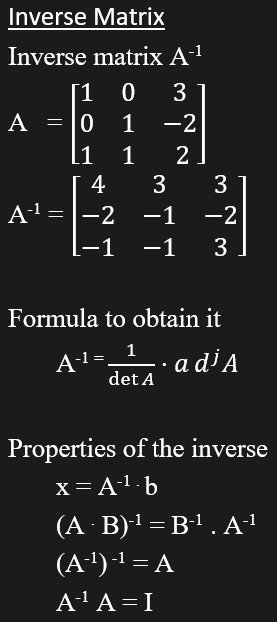 Inverse Matrix
Inverse matrix A⁻¹
A = [1 0 3
0 1 −2
1 1 2]
A⁻¹ = [4 3 3
−2 −1 −2
−1 −1 3]
Formula to obtain it
A⁻¹ = 1/det A · a dʲ A
Properties of the inverse
x = A⁻¹ · b
(A · B)⁻¹ = B⁻¹ . A⁻¹
(A⁻¹)⁻¹ = A
A⁻¹ A = I